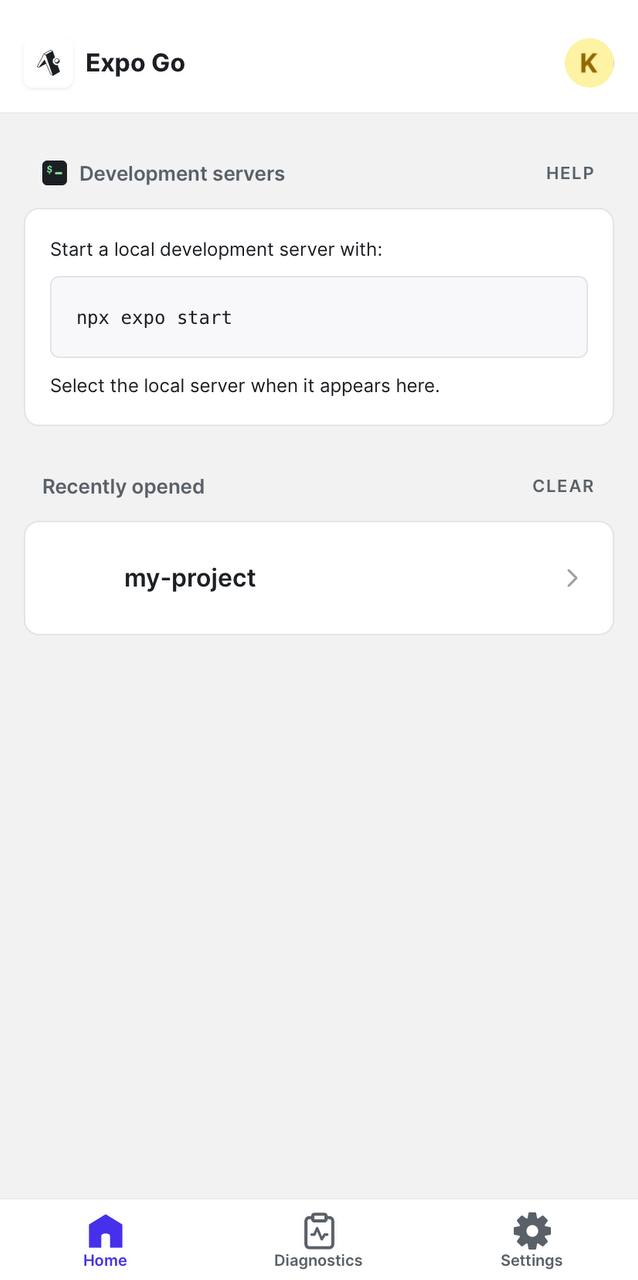 Expo Go
K
$
Development servers
HELP
Start a local development server with:
npx expo start
Select the local server when it appears here.
Recently opened
CLEAR
my-project
Home
Diagnostics
Settings